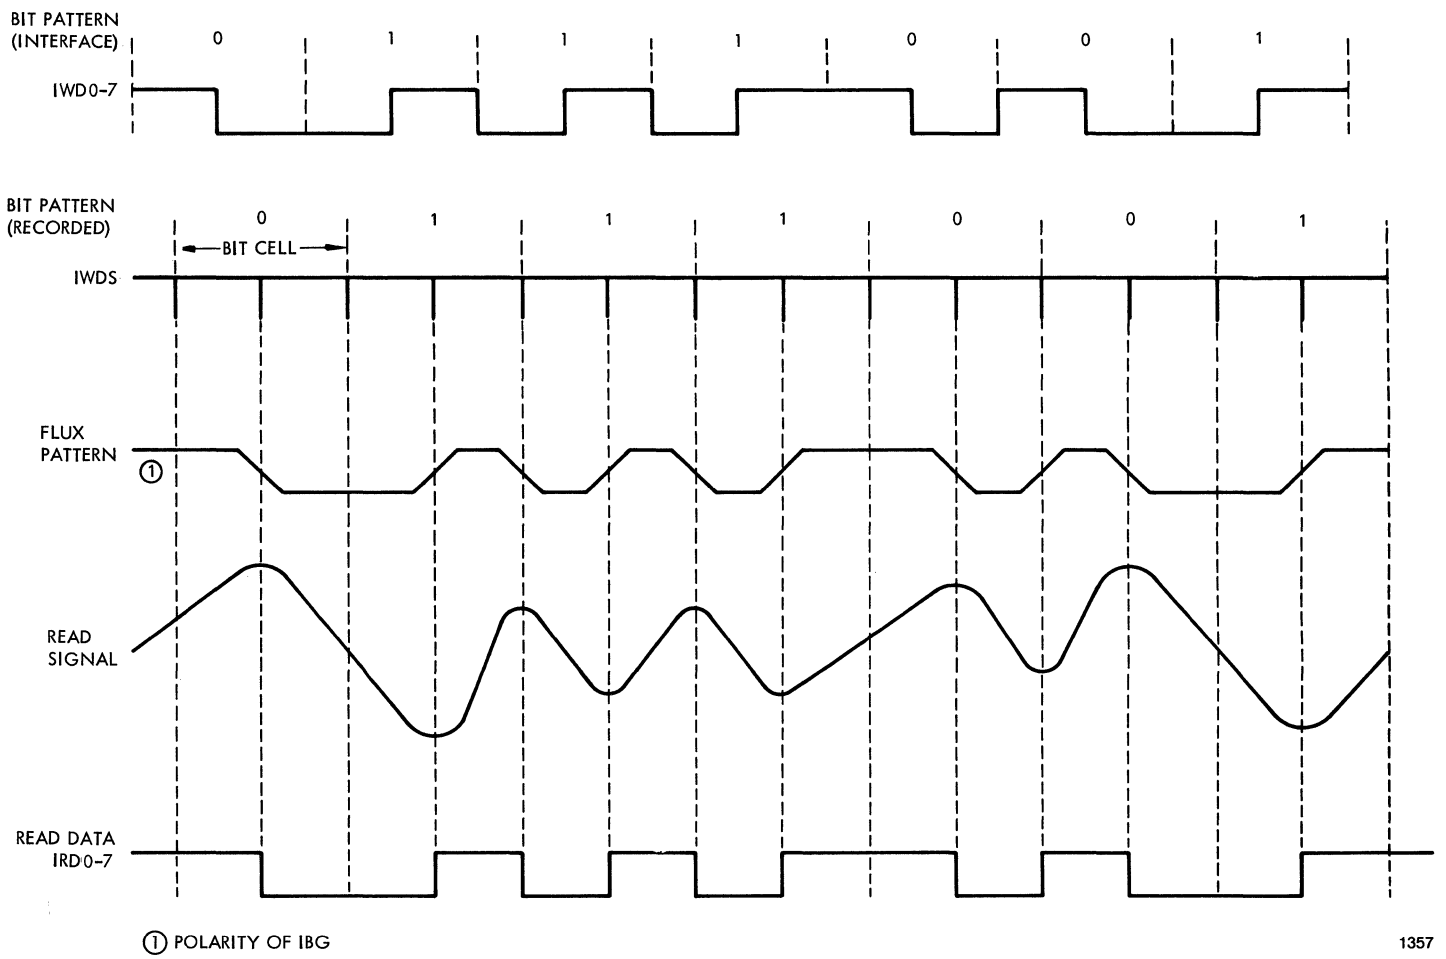 BIT PATTERN
(INTERFACE)
0 1 1 1 0 0 1
IWD0-7
BIT PATTERN
(RECORDED)
0 1 1 1 0 0 1
BIT CELL
IWDS
FLUX
PATTERN
1
READ
SIGNAL
READ DATA
IRD0-7
1 POLARITY OF IBG
1357